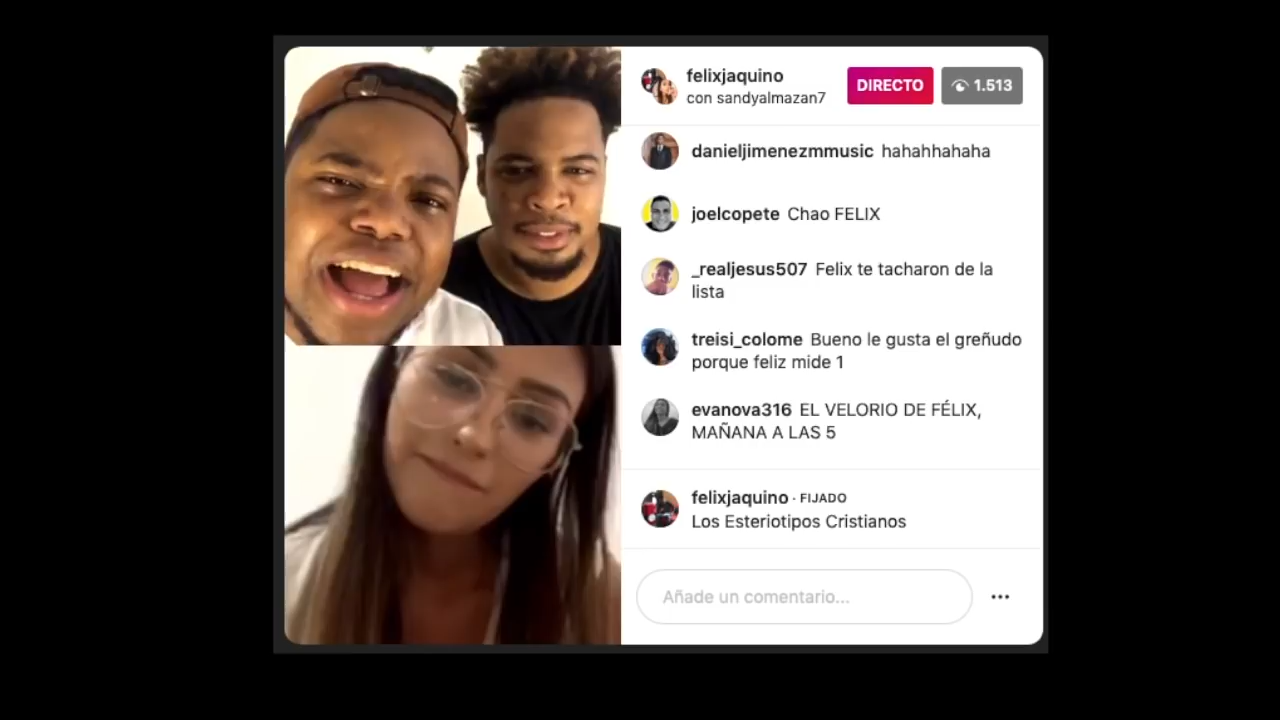 felixjaquino
con sandyalmazan7
DIRECTO
1.513
danieljimenezmmusic hahahhahaha
joelcopete Chao FELIX
_realjesus507 Felix te tacharon de la
lista
treisi_colome Bueno le gusta el greñudo
porque feliz mide 1
evanova316 EL VELORIO DE FÉLIX,
MAÑANA A LAS 5
felixjaquino · FIJADO
Los Esteriotipos Cristianos
Añade un comentario...